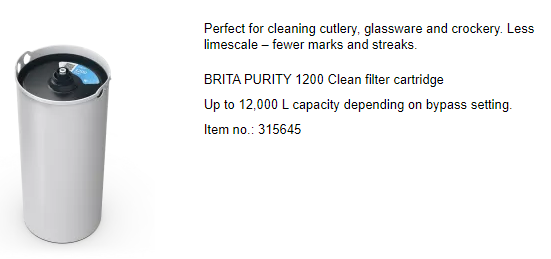 Perfect for cleaning cutlery, glassware and crockery. Less
limescale – fewer marks and streaks.
BRITA PURITY 1200 Clean filter cartridge
Up to 12,000 L capacity depending on bypass setting.
Item no.: 315645